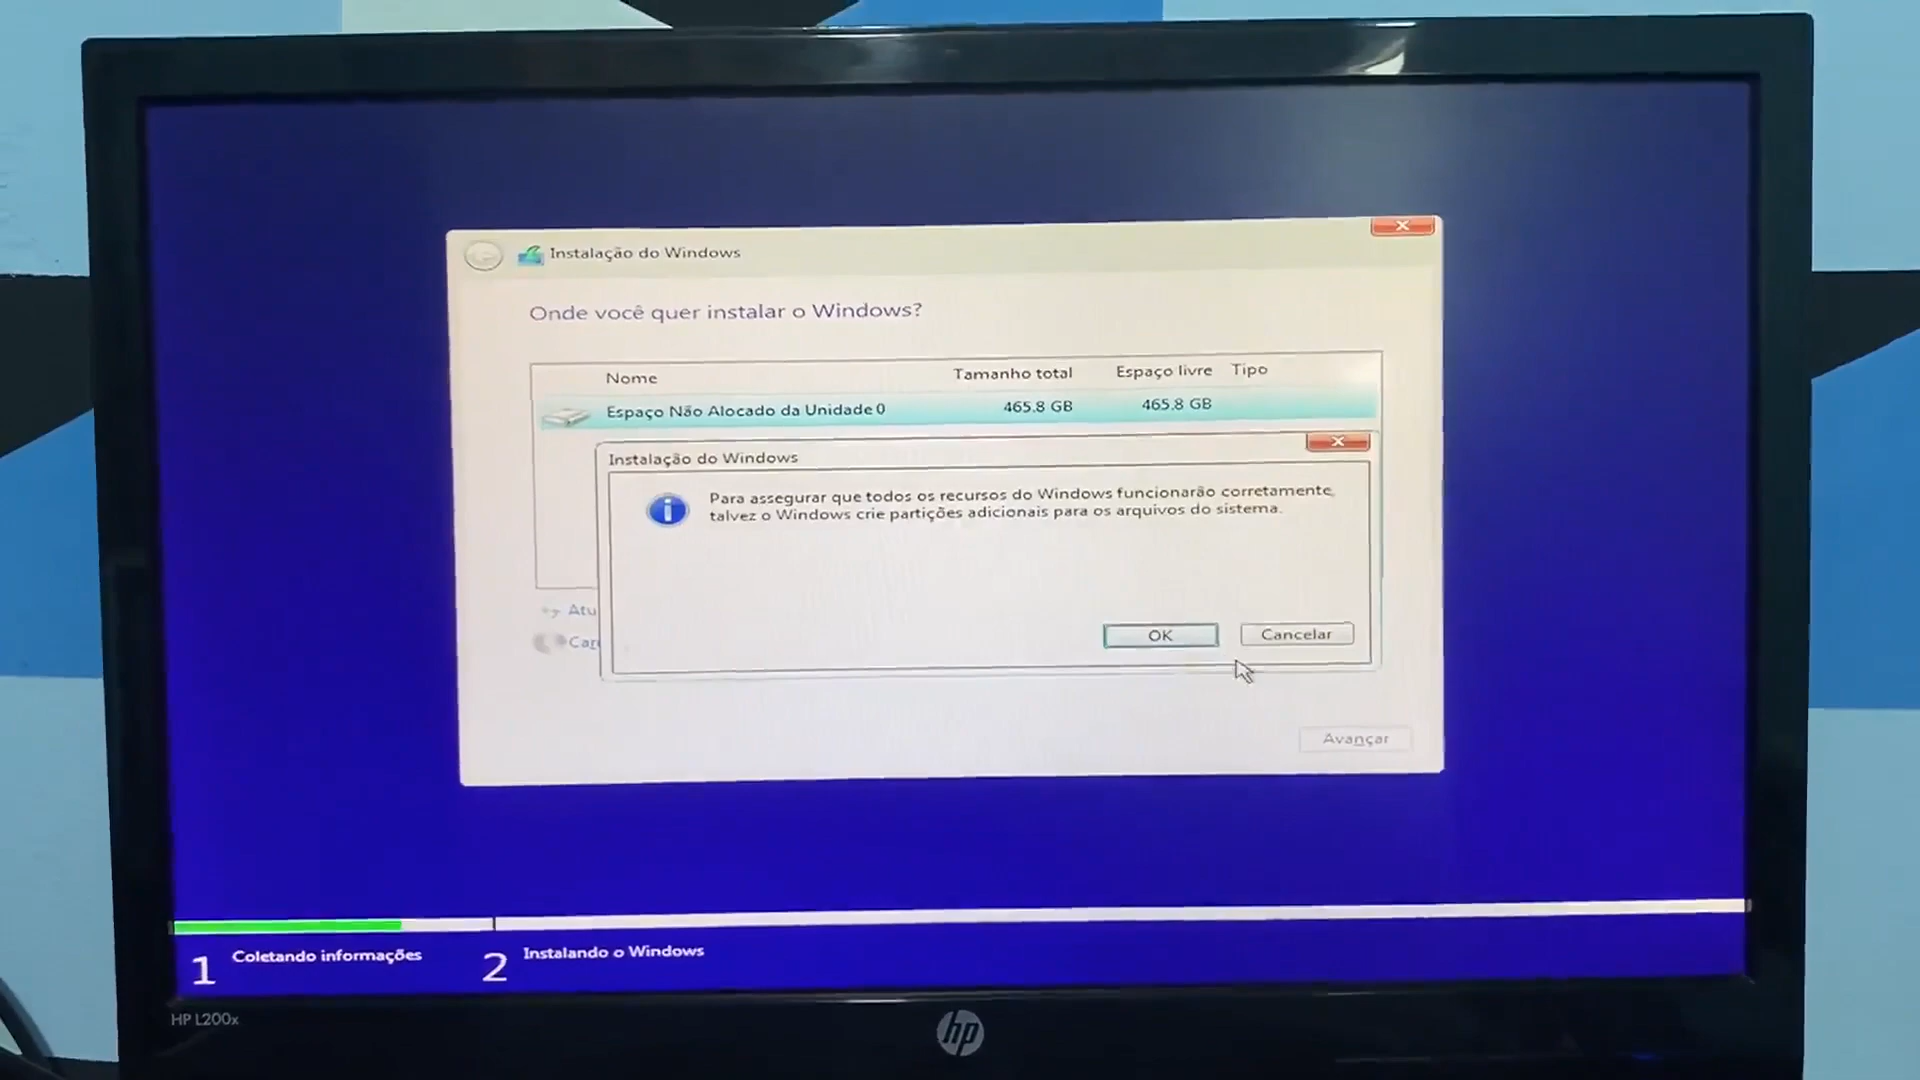 Instalação do Windows
Onde você quer instalar o Windows?
Nome Tamanho total Espaço livre Tipo
Espaço Não Alocado da Unidade 0 465.8 GB 465.8 GB
Instalação do Windows
Para assegurar que todos os recursos do Windows funcionarão corretamente,
talvez o Windows crie partições adicionais para os arquivos do sistema.
Atu
OK Cancelar
Car
Avançar
1 Coletando informações 2 Instalando o Windows
HP L200x
hp